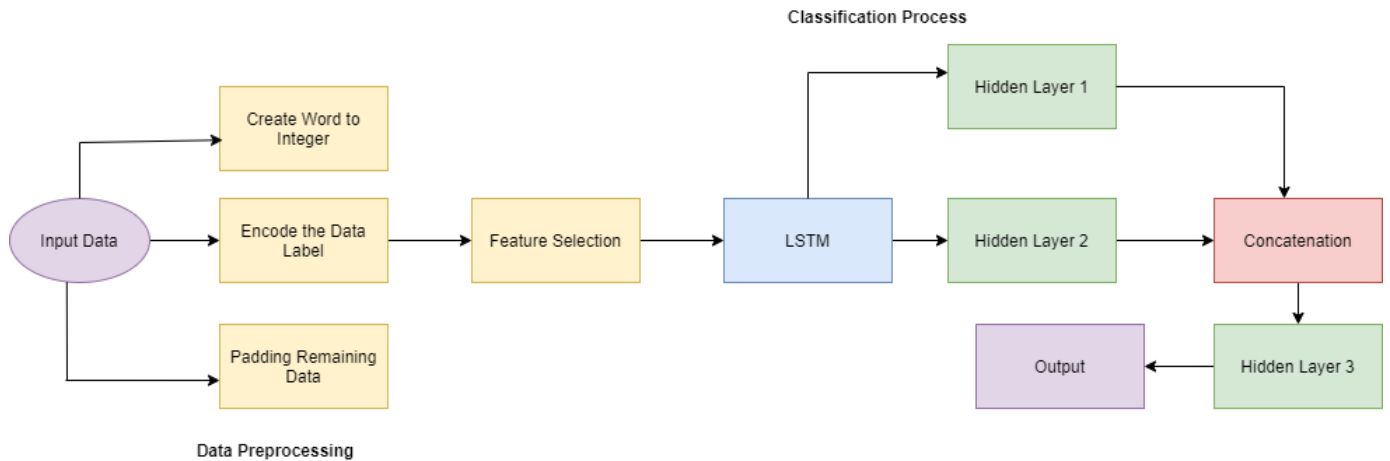 Classification Process
Hidden Layer 1
Create Word to
Integer
Input Data
Encode the Data
Label
Feature Selection
LSTM
Hidden Layer 2
Concatenation
Padding Remaining
Data
Output
Hidden Layer 3
Data Preprocessing